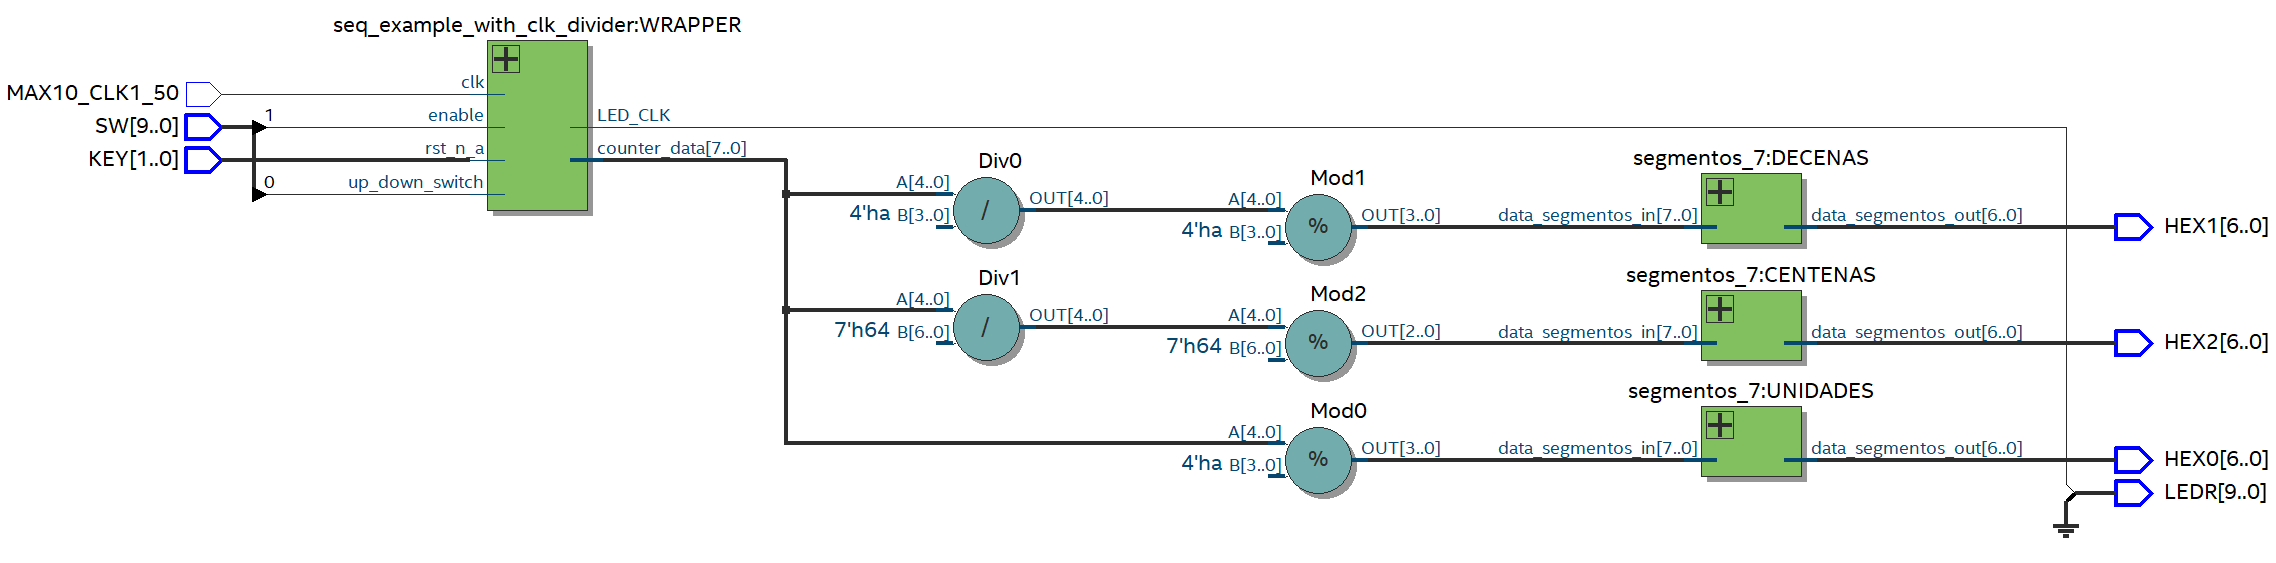 seq_example_with_clk_divider:WRAPPER
MAX10_CLK1_50
SW[9..0]
KEY[1..0]
1
0
clk
enable
rst_n_a
up_down_switch
LED_CLK
counter_data[7..0]
Div0
A[4..0]
4'ha B[3..0]
/
OUT[4..0]
Mod1
A[4..0]
4'ha B[3..0]
%
OUT[3..0]
segmentos_7:DECENAS
data_segmentos_in[7..0]
data_segmentos_out[6..0]
HEX1[6..0]
Div1
A[4..0]
7'h64 B[6..0]
/
OUT[4..0]
Mod2
A[4..0]
7'h64 B[6..0]
%
OUT[2..0]
segmentos_7:CENTENAS
data_segmentos_in[7..0]
data_segmentos_out[6..0]
HEX2[6..0]
Mod0
A[4..0]
4'ha B[3..0]
%
OUT[3..0]
segmentos_7:UNIDADES
data_segmentos_in[7..0]
data_segmentos_out[6..0]
HEX0[6..0]
LEDR[9..0]